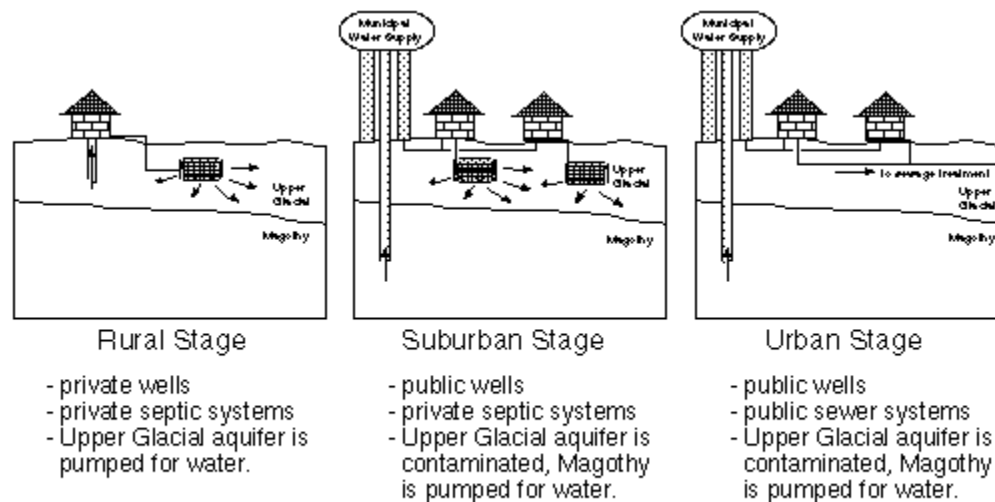 Municipal
Water Supply
Upper
Glacial
Magothy
Rural Stage
- private wells
- private septic systems
- Upper Glacial aquifer is
pumped for water.
Municipal
Water Supply
Upper
Glacial
Magothy
Suburban Stage
- public wells
- private septic systems
- Upper Glacial aquifer is
contaminated, Magothy
is pumped for water.
to sewage treatment
Upper
Glacial
Magothy
Urban Stage
- public wells
- public sewer systems
- Upper Glacial aquifer is
contaminated, Magothy
is pumped for water.